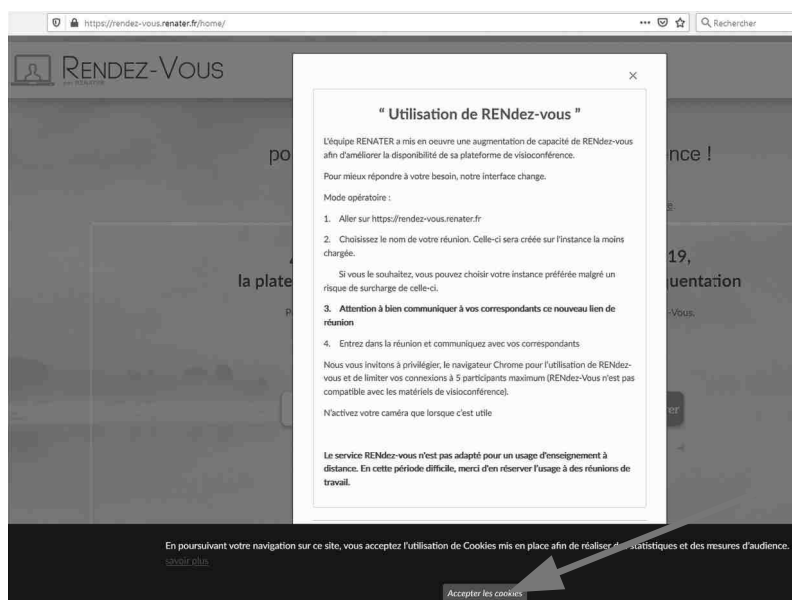 https://rendez-vous.renater.fr/home/
Rechercher
RENDEZ-VOUS
“ Utilisation de RENdez-vous ”
L'équipe RENATER a mis en oeuvre une augmentation de capacité de RENdez-vous
afin d'améliorer la disponibilité de sa plateforme de visioconférence.
Pour mieux répondre à votre besoin, notre interface change.
po
nce !
Mode opératoire :
1. Aller sur https://rendez-vous.renater.fr
2. Choisissez le nom de votre réunion. Celle-ci sera créée sur l'instance la moins
chargée.
19,
Si vous le souhaitez, vous pouvez choisir votre instance préférée malgré un
risque de surcharge de celle-ci.
la plate
quentation
3. Attention à bien communiquer à vos correspondants ce nouveau lien de
réunion
P
-Vous.
4. Entrez dans la réunion et communiquez avec vos correspondants
Nous vous invitons à privilégier, le navigateur Chrome pour l'utilisation de RENdez-
vous et de limiter vos connexions à 5 participants maximum (RENdez-Vous n'est pas
compatible avec les matériels de visioconférence).
er
N'activez votre caméra que lorsque c'est utile
Le service RENdez-vous n'est pas adapté pour un usage d'enseignement à
distance. En cette période difficile, merci d'en réserver l'usage à des réunions de
travail.
En poursuivant votre navigation sur ce site, vous acceptez l'utilisation de Cookies mis en place afin de réaliser des statistiques et des mesures d'audience.
savoir plus
Accepter les cookies